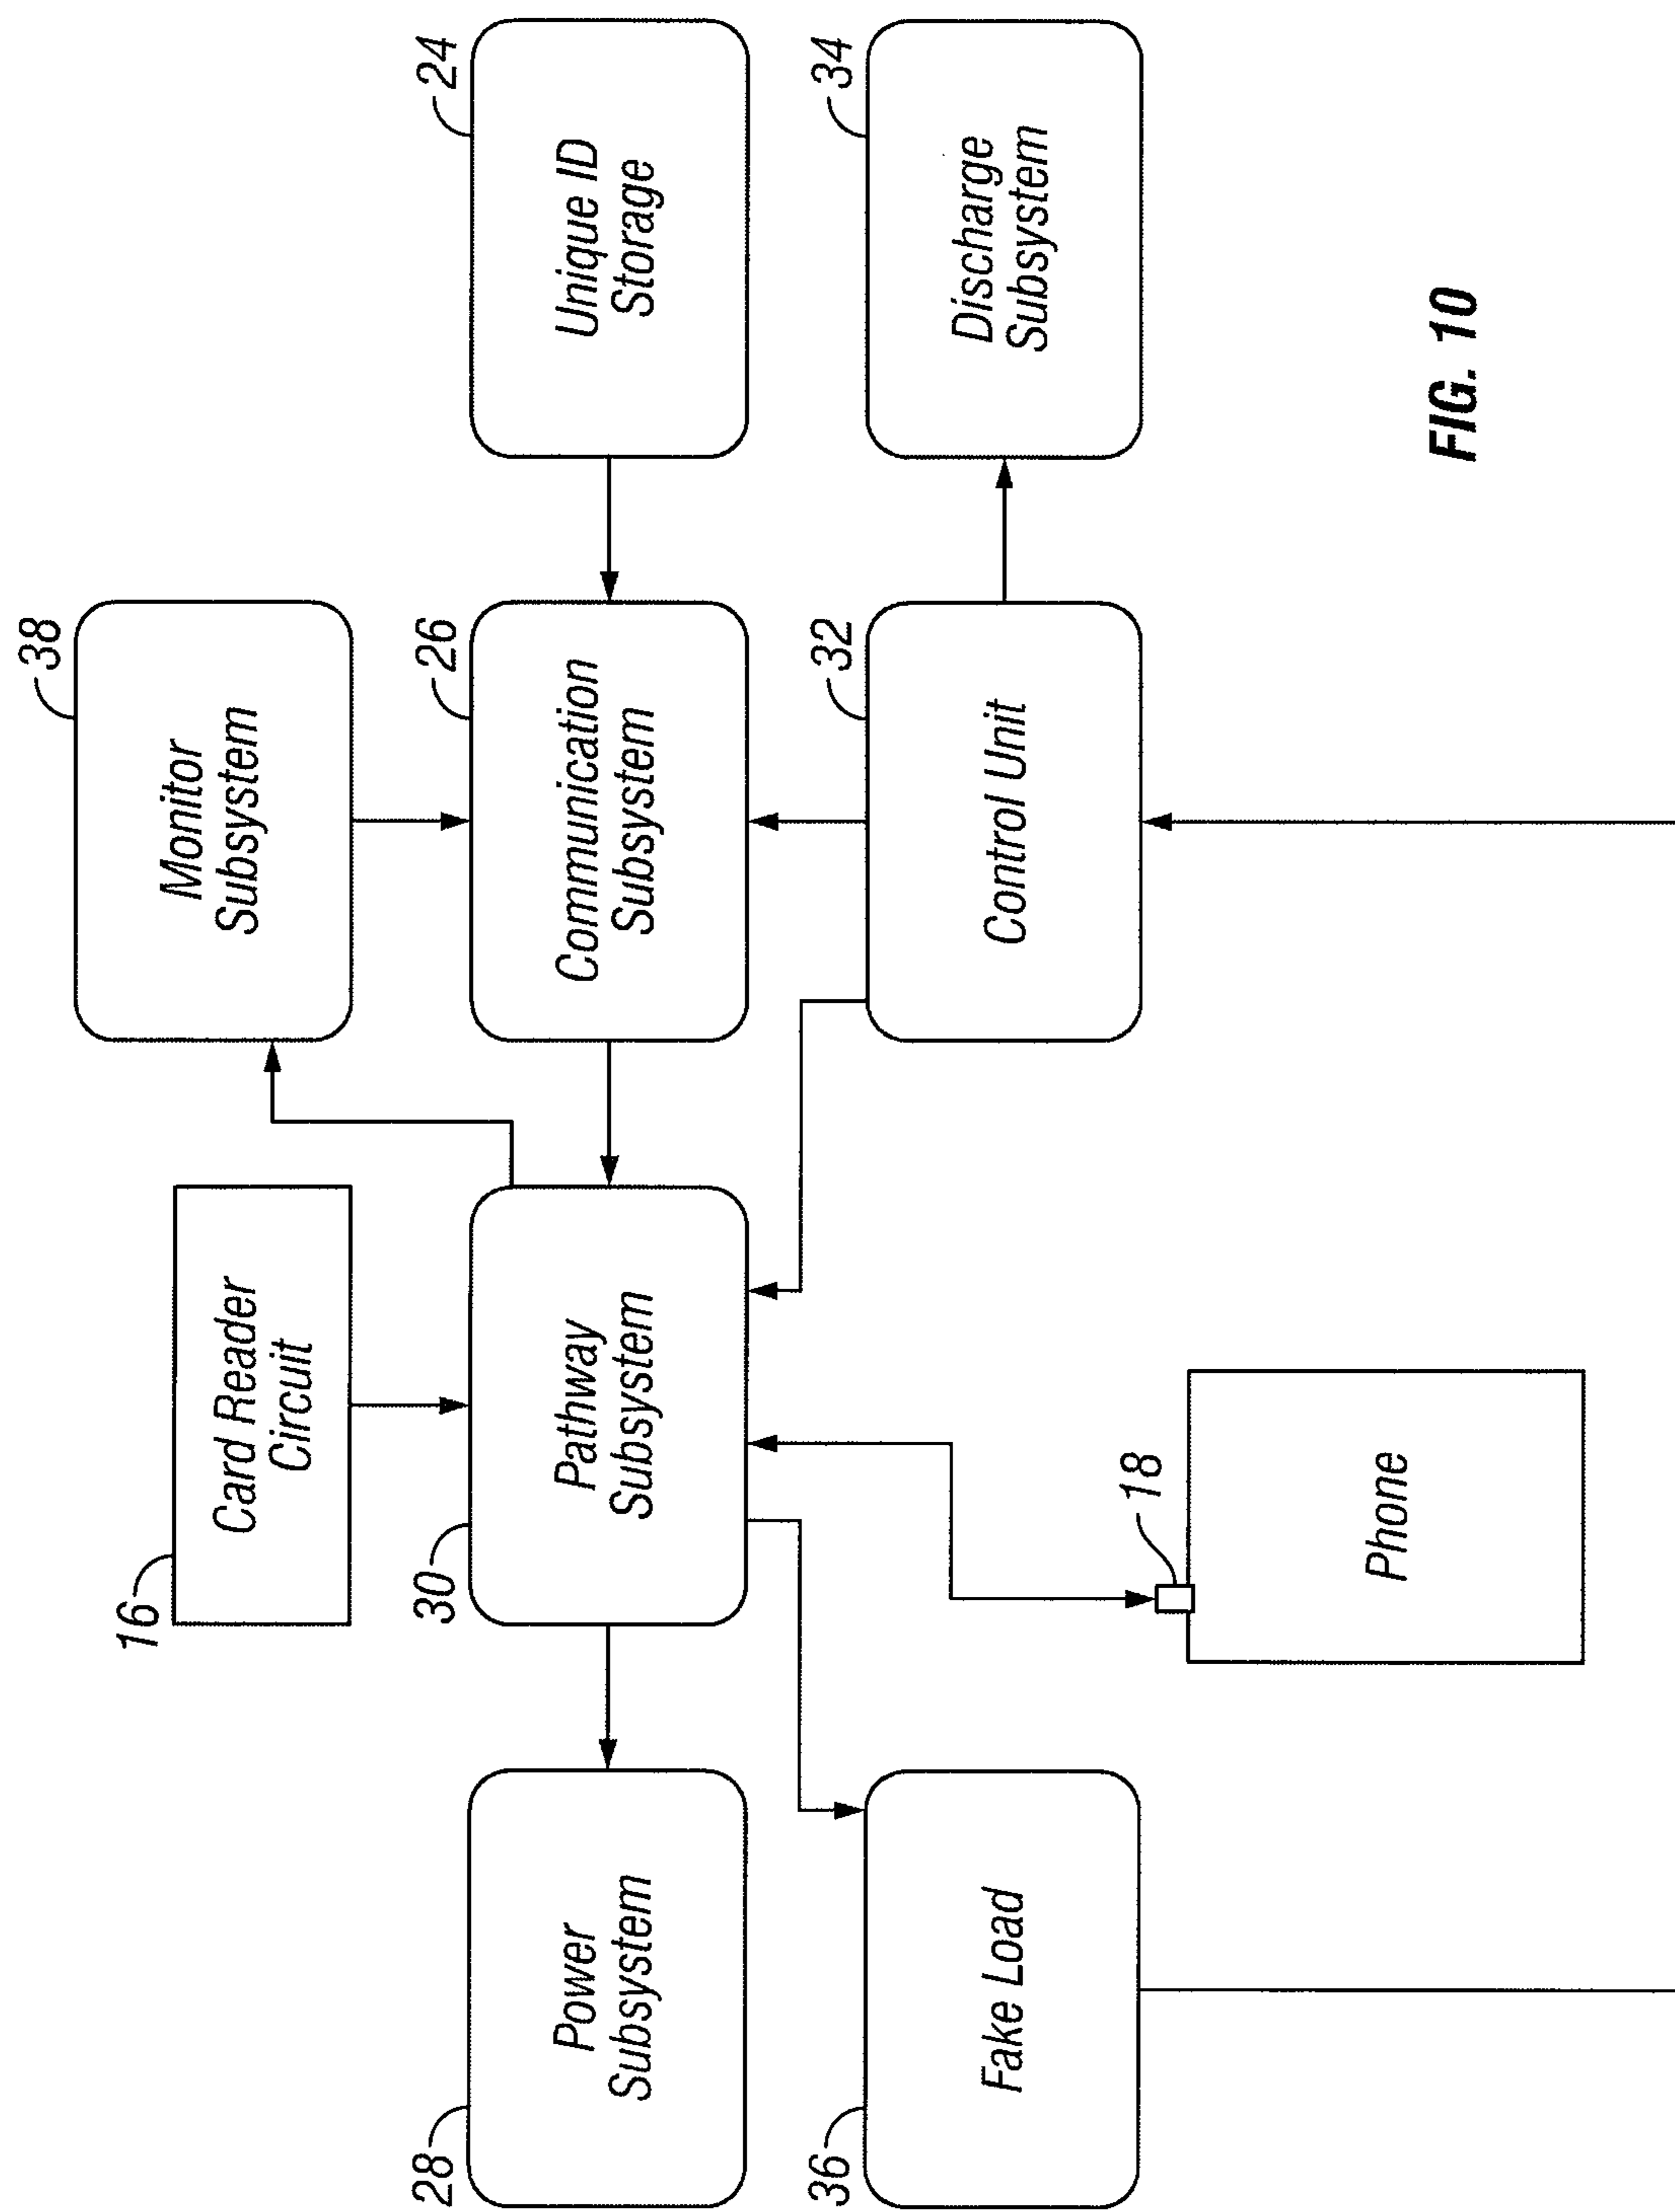 38
Monitor
Subsystem
16
Card Reader
Circuit
28
Power
Subsystem
30
Pathway
Subsystem
26
Communication
Subsystem
24
Unique ID
Storage
36
Fake Load
32
Control Unit
34
Discharge
Subsystem
18
Phone
FIG. 10